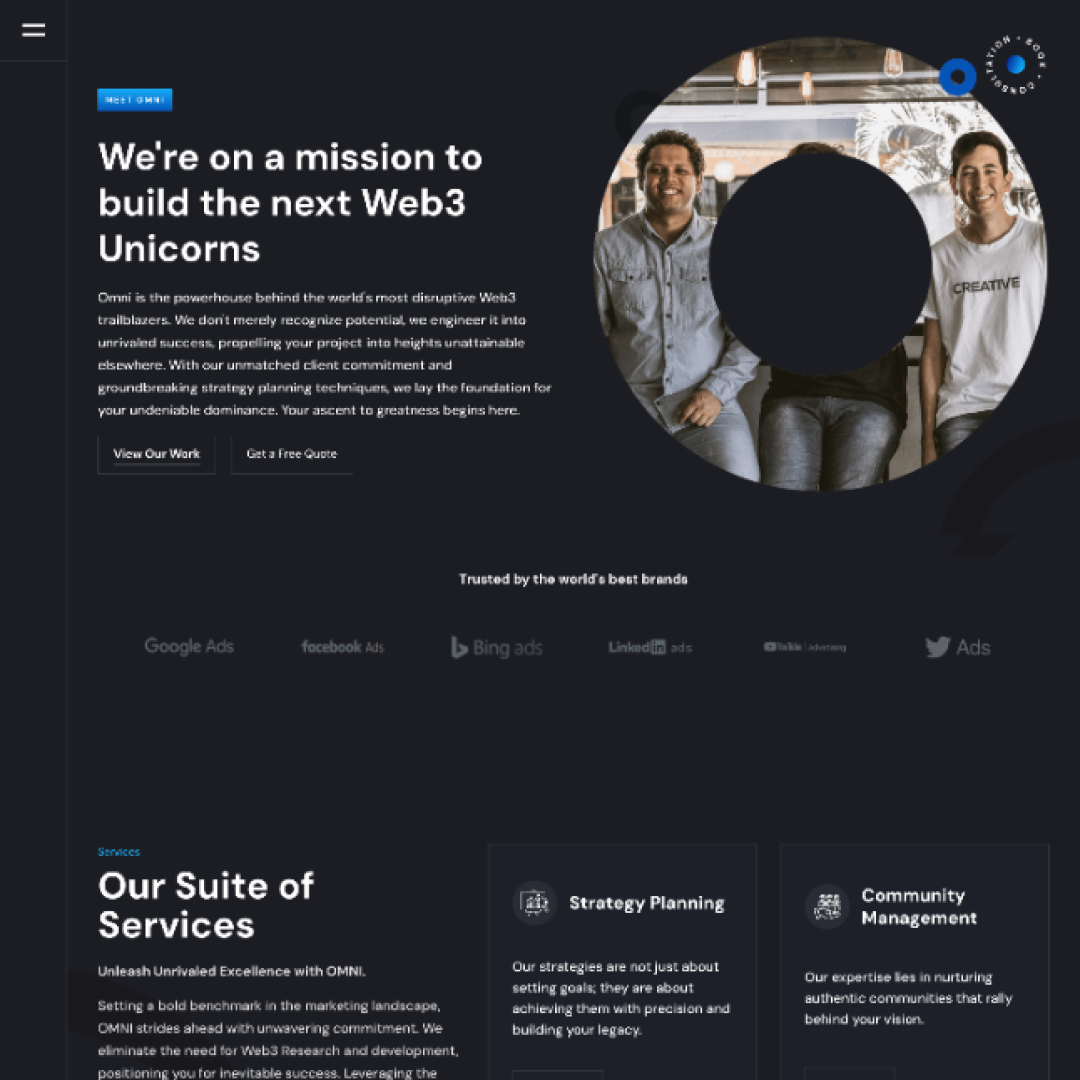 CONSULTATION • BOOK •
MEET OMNI
We're on a mission to
build the next Web3
Unicorns
Omni is the powerhouse behind the world's most disruptive Web3
trailblazers. We don't merely recognize potential, we engineer it into
unrivaled success, propelling your project into heights unattainable
elsewhere. With our unmatched client commitment and
groundbreaking strategy planning techniques, we lay the foundation for
your undeniable dominance. Your ascent to greatness begins here.
View Our Work
Get a Free Quote
CREATIVE
Trusted by the world's best brands
Google Ads
facebook Ads
Bing ads
Linkedin ads
YouTube Advertising
Ads
Services
Our Suite of
Services
Unleash Unrivaled Excellence with OMNI.
Setting a bold benchmark in the marketing landscape,
OMNI strides ahead with unwavering commitment. We
eliminate the need for Web3 Research and development,
positioning you for inevitable success. Leveraging the
Strategy Planning
Our strategies are not just about
setting goals; they are about
achieving them with precision and
building your legacy.
Community
Management
Our expertise lies in nurturing
authentic communities that rally
behind your vision.